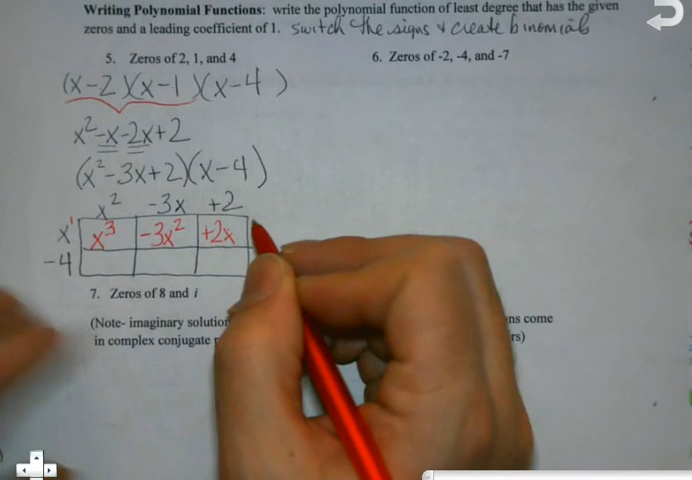 Writing Polynomial Functions: write the polynomial function of least degree that has the given
zeros and a leading coefficient of 1. switch the signs & create binomials
5. Zeros of 2, 1, and 4
6. Zeros of -2, -4, and -7
(x-2)(x-1)(x-4)
x²-x-2x+2
(x²-3x+2)(x-4)
x² -3x +2
x x³ -3x² +2x
-4
7. Zeros of 8 and i
(Note- imaginary ns come
in complex conjugate rs)